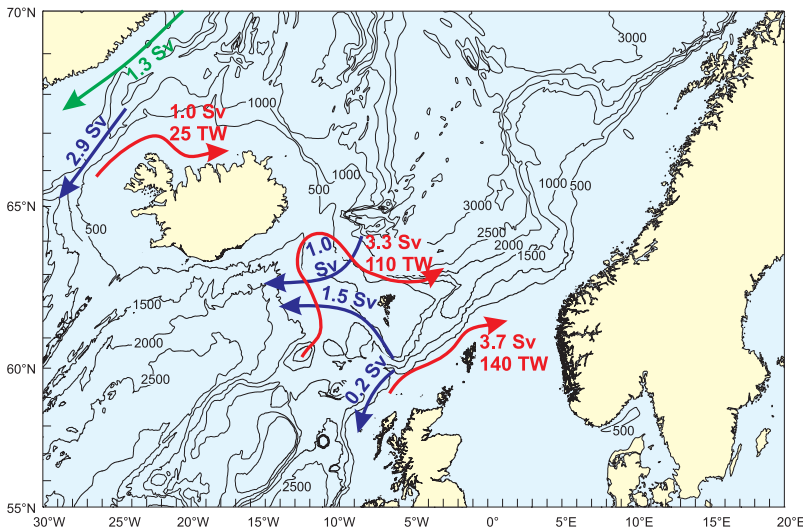 70°N
3000
1.3 Sv
1.0 Sv
25 TW
1000
2.9 Sv
500
1000
1000
500
65°N
3000
2500
2000
1500
500
1.0
Sv
3.3 Sv
110 TW
1500
1.5 Sv
2000
2500
3.7 Sv
140 TW
60°N
0.2 Sv
500
2500
55°N
30°W
25°W
20°W
15°W
10°W
5°W
0°
5°E
10°E
15°E
20°E